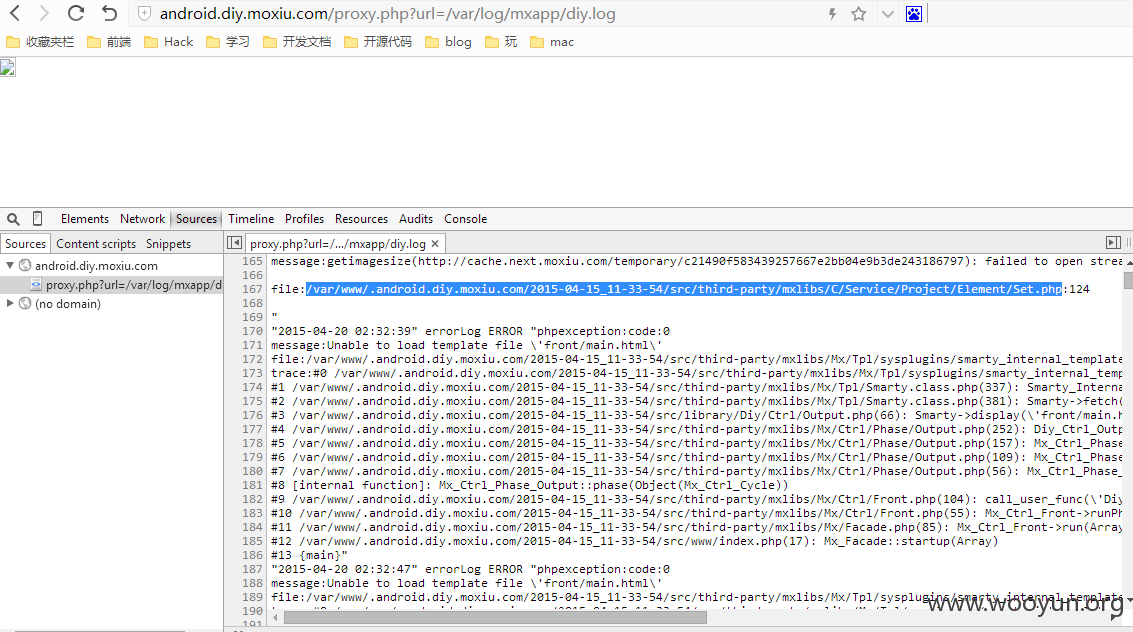 android.diy.moxiu.com/proxy.php?url=/var/log/mxapp/diy.log
收藏夹栏 前端 Hack 学习 开发文档 开源代码 blog 玩 mac
Elements Network Sources Timeline Profiles Resources Audits Console
Sources Content scripts Snippets proxy.php?url=/.../mxapp/diy.log ×
android.diy.moxiu.com
proxy.php?url=/var/log/mxapp/d
(no domain)
165 message:getimagesize(http://cache.next.moxiu.com/temporary/c21490f583439257667e2bb04e9b3de243186797): failed to open strea
166
167 file:/var/www/.android.diy.moxiu.com/2015-04-15_11-33-54/src/third-party/mxlibs/C/Service/Project/Element/Set.php:124
168
169 "
170 "2015-04-20 02:32:39" errorLog ERROR "phpexception:code:0
171 message:Unable to load template file \'front/main.html\'
172 file:/var/www/.android.diy.moxiu.com/2015-04-15_11-33-54/src/third-party/mxlibs/Mx/Tpl/sysplugins/smarty_internal_template
173 trace:#0 /var/www/.android.diy.moxiu.com/2015-04-15_11-33-54/src/third-party/mxlibs/Mx/Tpl/sysplugins/smarty_internal_temp
174 #1 /var/www/.android.diy.moxiu.com/2015-04-15_11-33-54/src/third-party/mxlibs/Mx/Tpl/Smarty.class.php(337): Smarty_Interna
175 #2 /var/www/.android.diy.moxiu.com/2015-04-15_11-33-54/src/third-party/mxlibs/Mx/Tpl/Smarty.class.php(381): Smarty->fetch(
176 #3 /var/www/.android.diy.moxiu.com/2015-04-15_11-33-54/src/library/Diy/Ctrl/Output.php(66): Smarty->display(\'front/main.h
177 #4 /var/www/.android.diy.moxiu.com/2015-04-15_11-33-54/src/third-party/mxlibs/Mx/Ctrl/Phase/Output.php(252): Diy_Ctrl_Outp
178 #5 /var/www/.android.diy.moxiu.com/2015-04-15_11-33-54/src/third-party/mxlibs/Mx/Ctrl/Phase/Output.php(157): Mx_Ctrl_Phase
179 #6 /var/www/.android.diy.moxiu.com/2015-04-15_11-33-54/src/third-party/mxlibs/Mx/Ctrl/Phase/Output.php(109): Mx_Ctrl_Phase
180 #7 /var/www/.android.diy.moxiu.com/2015-04-15_11-33-54/src/third-party/mxlibs/Mx/Ctrl/Phase/Output.php(56): Mx_Ctrl_Phase_
181 #8 [internal function]: Mx_Ctrl_Phase_Output::phase(Object(Mx_Ctrl_Cycle))
182 #9 /var/www/.android.diy.moxiu.com/2015-04-15_11-33-54/src/third-party/mxlibs/Mx/Ctrl/Front.php(104): call_user_func(\'Diy
183 #10 /var/www/.android.diy.moxiu.com/2015-04-15_11-33-54/src/third-party/mxlibs/Mx/Ctrl/Front.php(55): Mx_Ctrl_Front->runPh
184 #11 /var/www/.android.diy.moxiu.com/2015-04-15_11-33-54/src/third-party/mxlibs/Mx/Facade.php(85): Mx_Ctrl_Front->run(Array
185 #12 /var/www/.android.diy.moxiu.com/2015-04-15_11-33-54/src/www/index.php(17): Mx_Facade::startup(Array)
186 #13 {main}"
187 "2015-04-20 02:32:47" errorLog ERROR "phpexception:code:0
188 message:Unable to load template file \'front/main.html\'
189 file:/var/www/.android.diy.moxiu.com/2015-04-15_11-33-54/src/third-party/mxlibs/Mx/Tpl/sysplugins/smarty_internal_template
190
191
www.wooyun.org